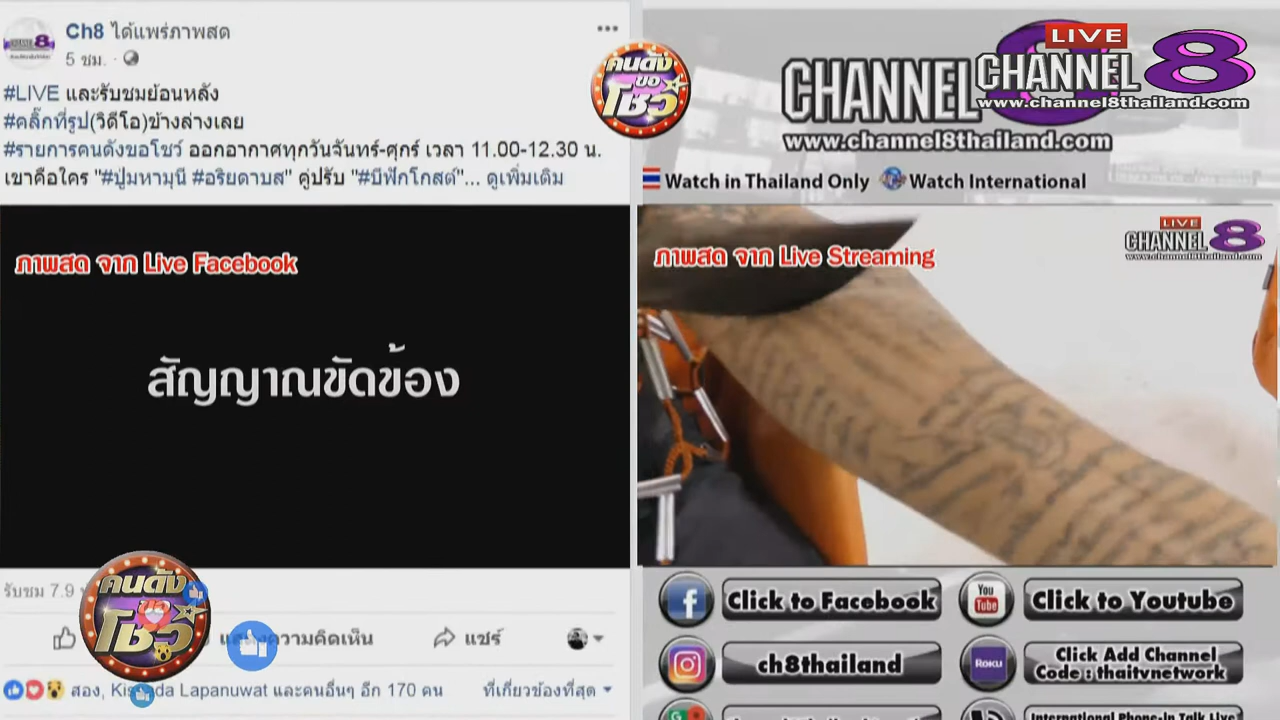 Ch8 ได้แพร่ภาพสด
5 ชม.
#LIVE และรับชมย้อนหลัง
#คลิ๊กที่รูป(วิดีโอ)ข้างล่างเลย
#รายการคนดังขอโชว์ ออกอากาศทุกวันจันทร์-ศุกร์ เวลา 11.00-12.30 น.
เขาคือใคร "#ปู่มหามุนี #อริยดาบส" คู่ปรับ "#บีฟักโกสต์"... ดูเพิ่มเติม
ภาพสด จาก Live Facebook
สัญญาณขัดข้อง
รับชม 7.9
คนดัง
ขอ
โชว์
ความคิดเห็น
แชร์
สอง, Lapanuwat และคนอื่นๆ อีก 170 คน
ที่เกี่ยวข้องที่สุด
คนดัง
ขอ
โชว์
CHANNEL
www.channel8thailand.com
LIVE
CHANNEL 8
www.channel8thailand.com
Watch in Thailand Only Watch International
ภาพสด จาก Live Streaming
LIVE
CHANNEL 8
www.channel8thailand.com
Click to Facebook
You Tube
Click to Youtube
ch8thailand
ROKU
Click Add Channel
Code : thaitvnetwork
International Phone-In Talk Live